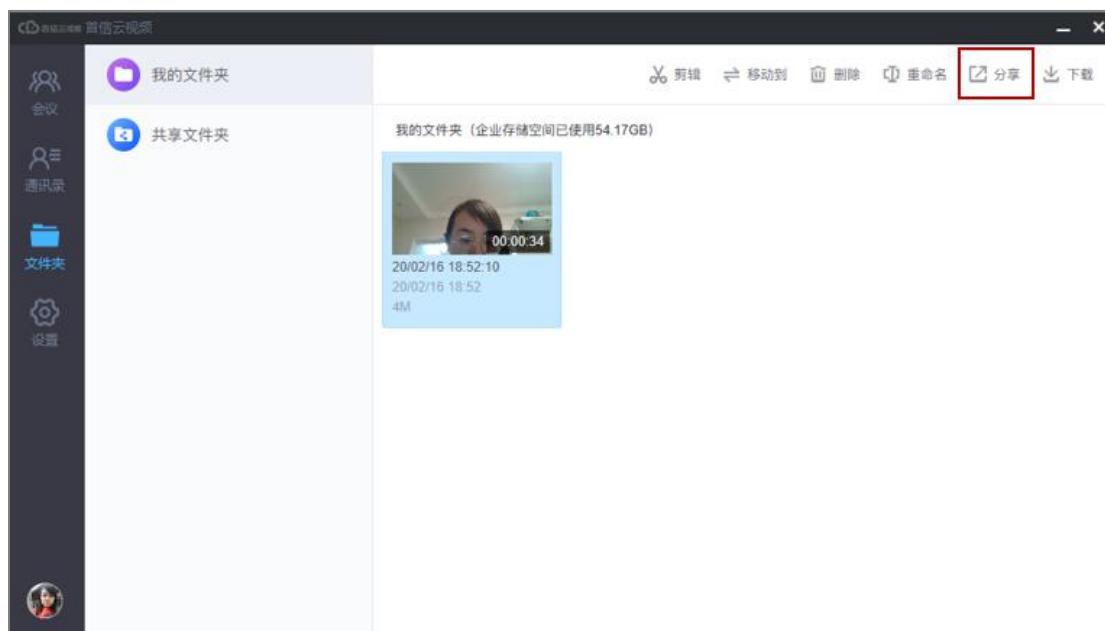 首信云视频
会议
通讯录
文件夹
设置
我的文件夹
共享文件夹
剪辑 移动到 删除 重命名 分享 下载
我的文件夹（企业存储空间已使用54.17GB）
00:00:34
20/02/16 18:52:10
20/02/16 18:52
4M